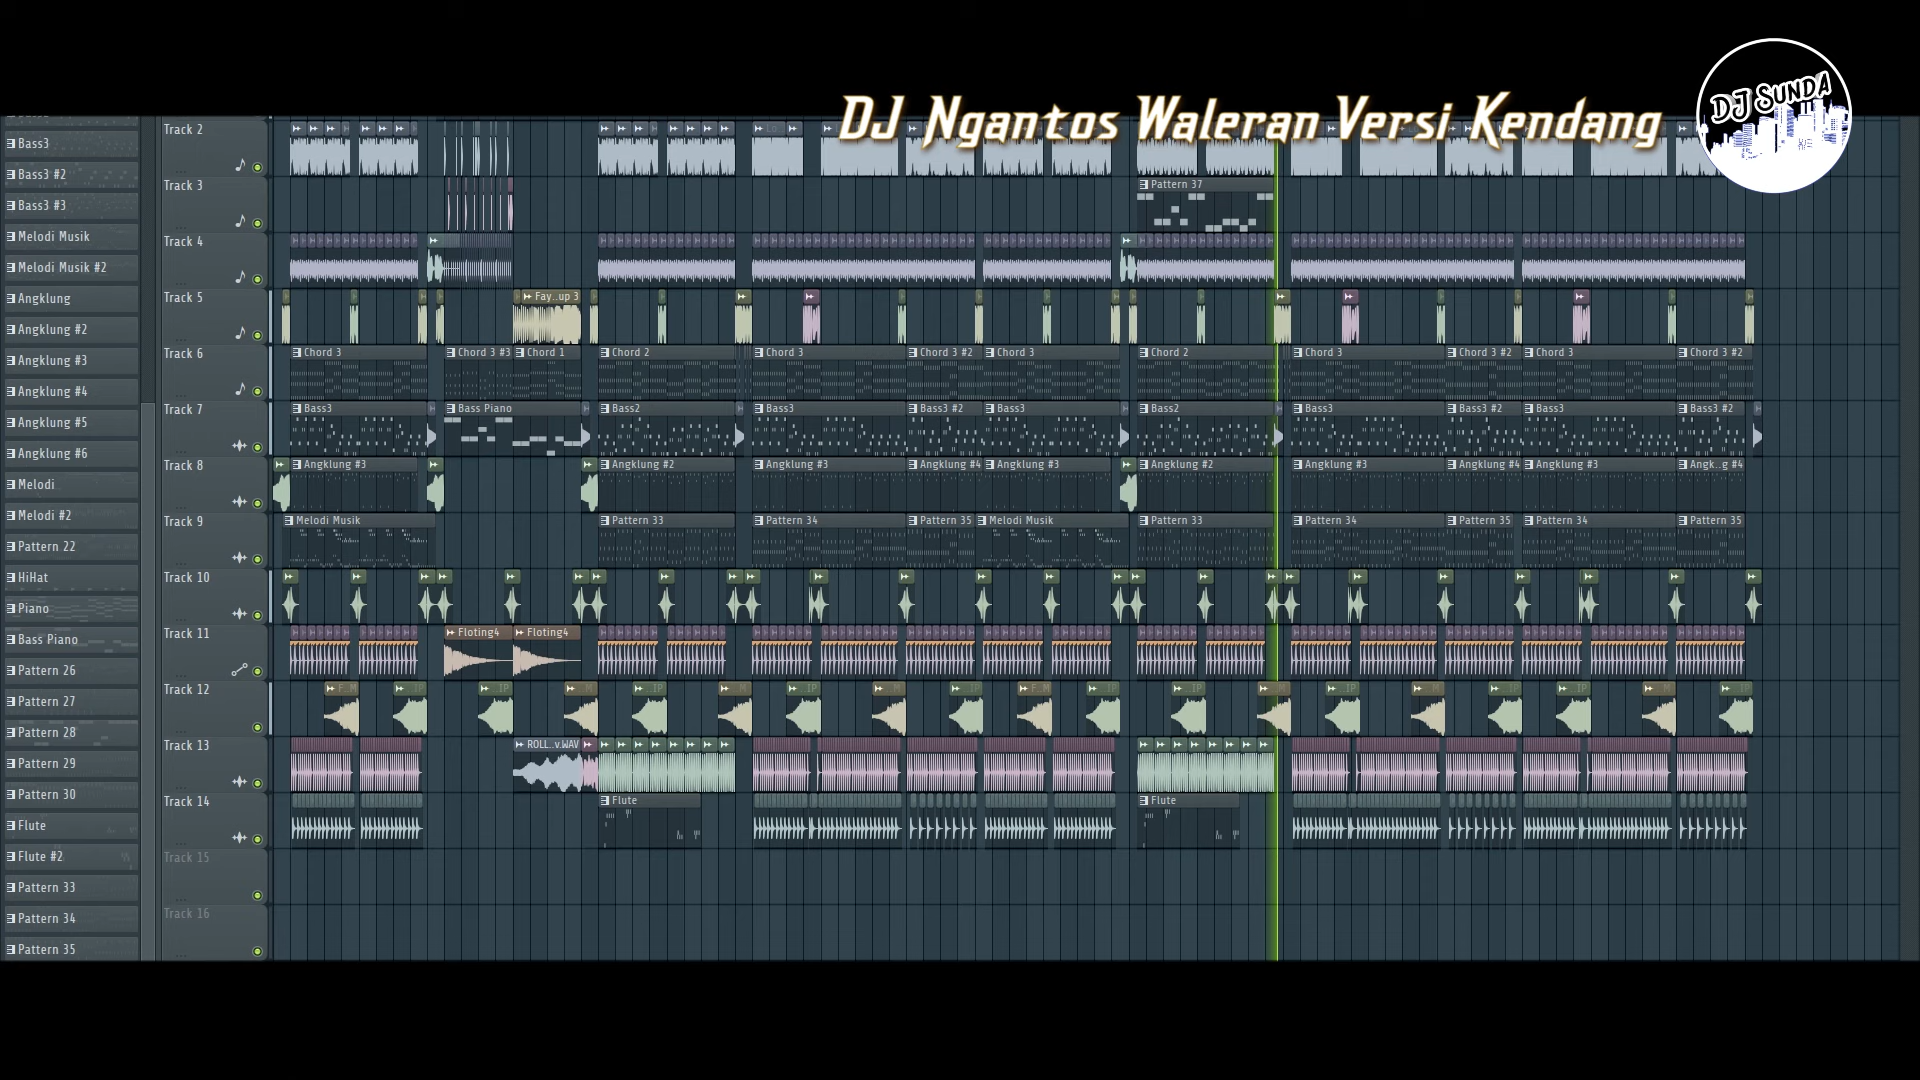 DJ Ngantos Waleran Versi Kendang
DJ SUNDA
Bass3
Bass3 #2
Bass3 #3
Melodi Musik
Melodi Musik #2
Angklung
Angklung #2
Angklung #3
Angklung #4
Angklung #5
Angklung #6
Melodi
Melodi #2
Pattern 22
HiHat
Piano
Bass Piano
Pattern 26
Pattern 27
Pattern 28
Pattern 29
Pattern 30
Flute
Flute #2
Pattern 33
Pattern 34
Pattern 35
Track 2
Track 3
Pattern 37
Track 4
Track 5
Fay..up 3
Track 6
Chord 3 Chord 3 #3 Chord 1 Chord 2 Chord 3 Chord 3 #2 Chord 3 Chord 2 Chord 3 Chord 3 #2 Chord 3 Chord 3 #2
Track 7
Bass3 Bass Piano Bass2 Bass3 Bass3 #2 Bass3 Bass2 Bass3 Bass3 #2 Bass3 Bass3 #2
Track 8
Angklung #3 Angklung #2 Angklung #3 Angklung #4 Angklung #3 Angklung #2 Angklung #3 Angklung #4 Angklung #3 Angk..g #4
Track 9
Melodi Musik Pattern 33 Pattern 34 Pattern 35 Melodi Musik Pattern 33 Pattern 34 Pattern 35 Pattern 34 Pattern 35
Track 10
Track 11
Floting4 Floting4
Track 12
Track 13
ROLL..v.WAV
Track 14
Flute Flute
Track 15
Track 16